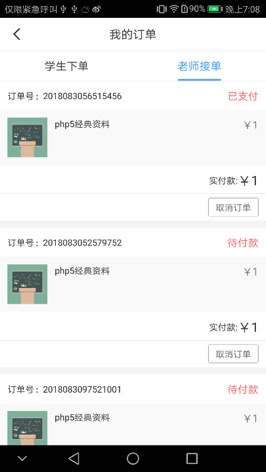 仅限紧急呼叫 90% 晚上7:08
我的订单
学生下单 老师接单
订单号：2018083056515456 已支付
php5经典资料 ￥1
实付款:￥1
取消订单
订单号：2018083052579752 待付款
php5经典资料 ￥1
实付款:￥1
取消订单
订单号：2018083097521001 待付款
php5经典资料 ￥1